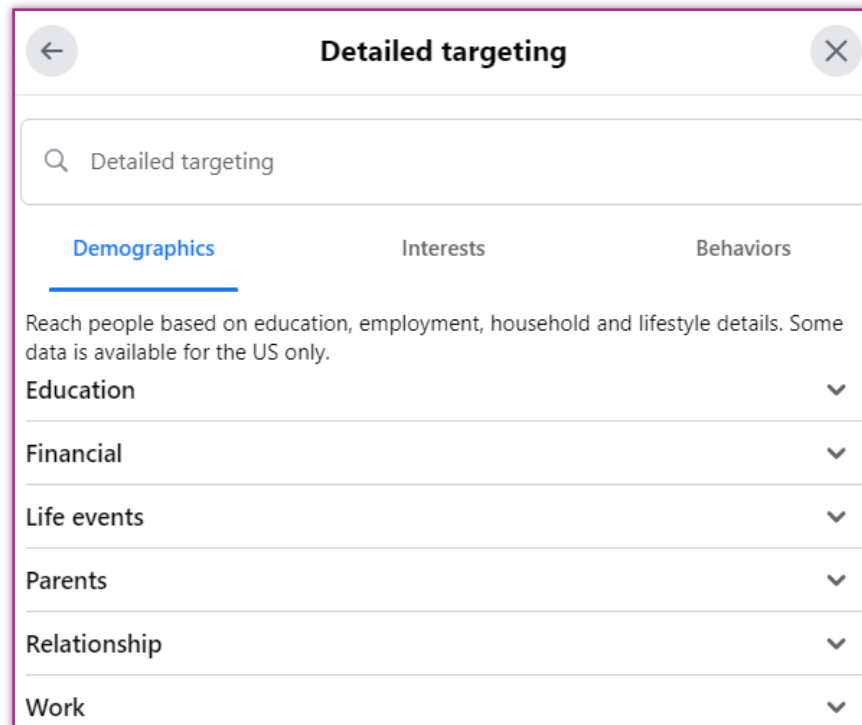 Detailed targeting
Detailed targeting
Demographics Interests Behaviors
Reach people based on education, employment, household and lifestyle details. Some
data is available for the US only.
Education
Financial
Life events
Parents
Relationship
Work